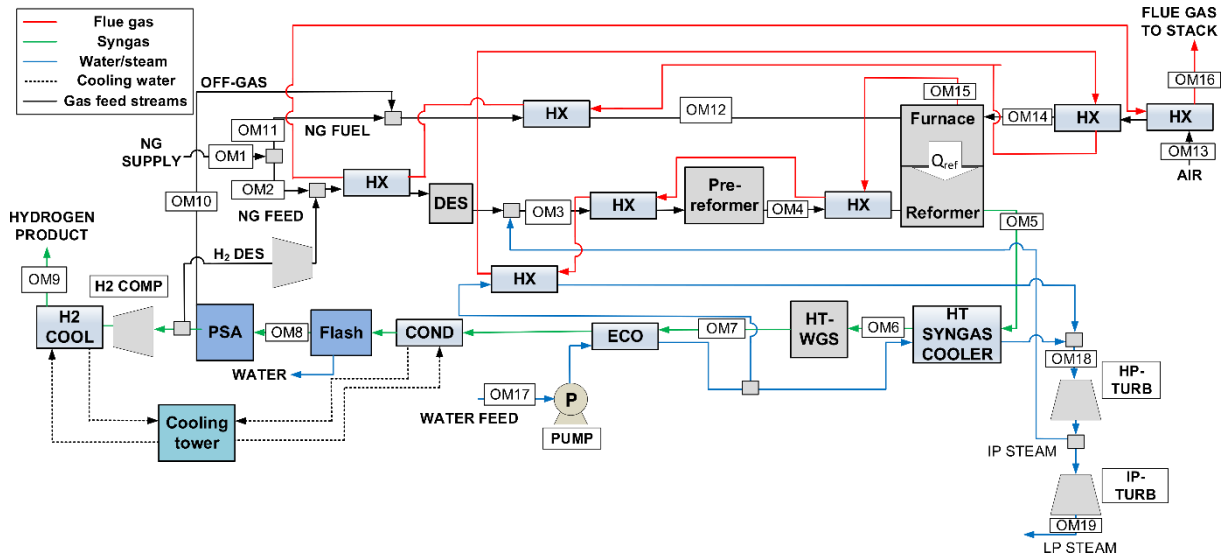 Flue gas
Syngas
Water/steam
Cooling water
Gas feed streams
FLUE GAS
TO STACK
OM16
OFF-GAS
OM11
NG FUEL
HX
OM12
OM15
Furnace
Qref
Reformer
OM14
HX
HX
OM13
AIR
NG
SUPPLY
OM1
OM2
NG FEED
OM10
HX
DES
OM3
HX
Pre-
reformer
OM4
HX
OM5
HYDROGEN
PRODUCT
OM9
H2 COMP
H2 DES
HX
H2
COOL
PSA
OM8
Flash
COND
ECO
OM7
HT-
WGS
OM6
HT
SYNGAS
COOLER
OM18
HP-
TURB
WATER
OM17
WATER FEED
P
PUMP
Cooling
tower
IP STEAM
IP-
TURB
OM19
LP STEAM